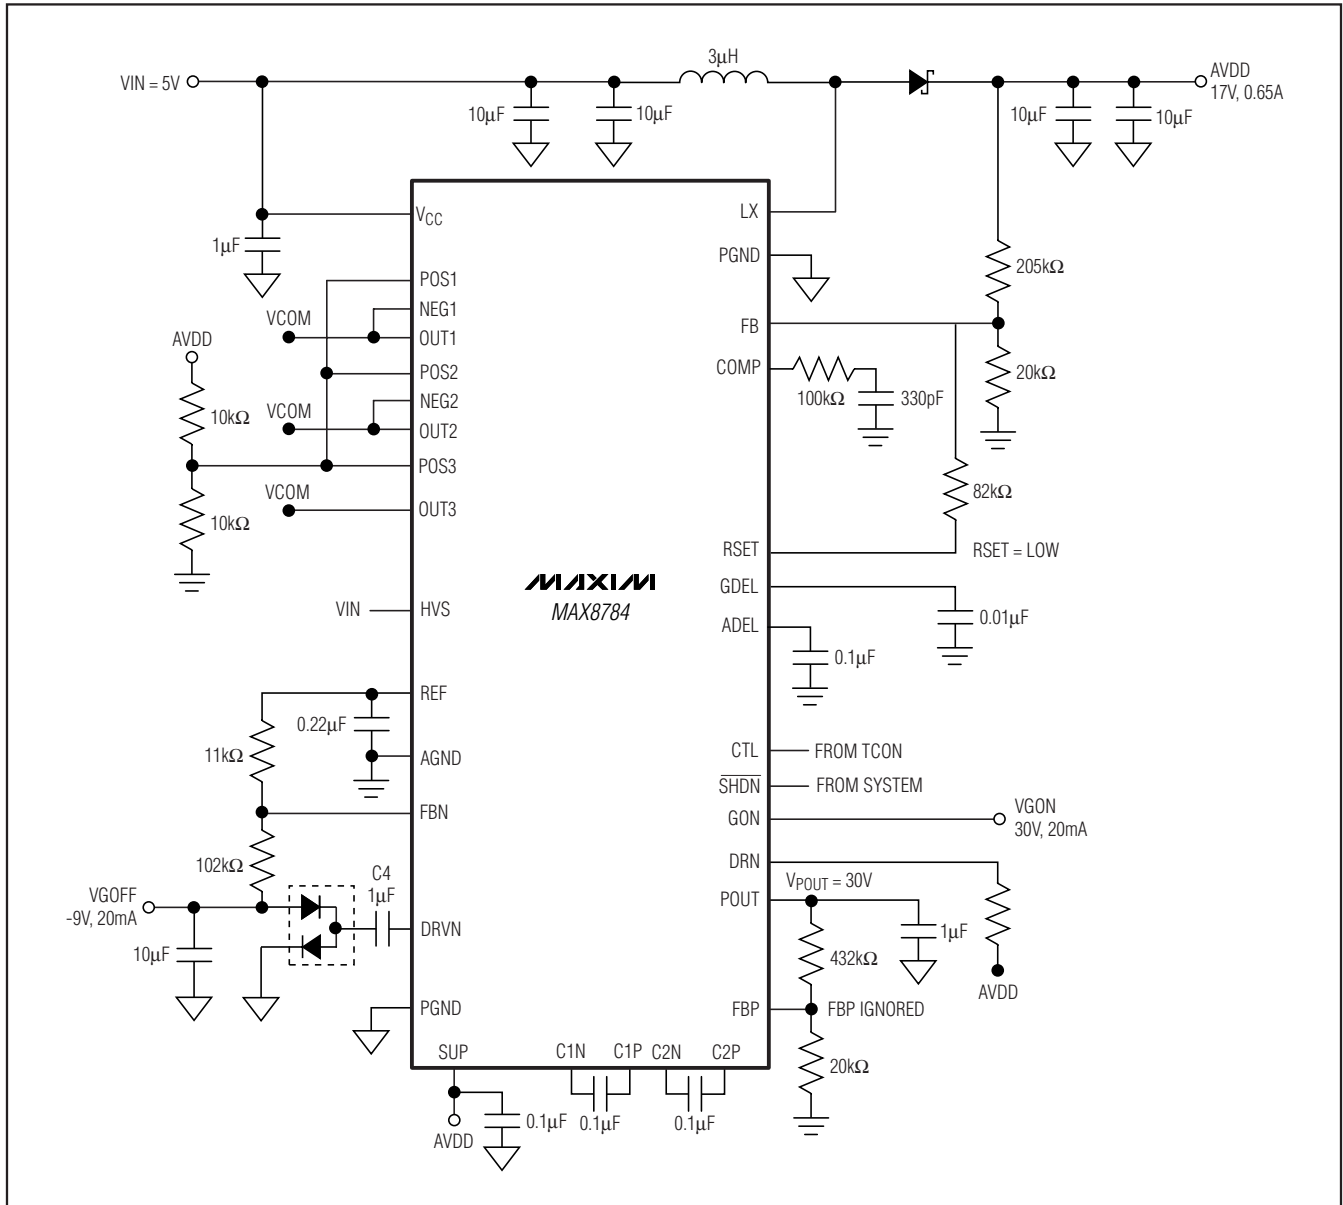 VIN = 5V
3μH
AVDD
17V, 0.65A
10μF
10μF
10μF
10μF
VCC
LX
1μF
PGND
POS1
205kΩ
NEG1
VCOM
OUT1
FB
AVDD
POS2
COMP
20kΩ
100kΩ
330pF
10kΩ
VCOM
NEG2
OUT2
POS3
VCOM
82kΩ
10kΩ
OUT3
RSET
RSET = LOW
MAXIM
MAX8784
GDEL
VIN
HVS
0.01μF
ADEL
0.1μF
REF
0.22μF
11kΩ
AGND
CTL
FROM TCON
SHDN
FROM SYSTEM
FBN
GON
VGON
30V, 20mA
102kΩ
DRN
C4
1μF
VPOUT = 30V
VGOFF
-9V, 20mA
POUT
DRVN
1μF
10μF
432kΩ
AVDD
PGND
FBP
FBP IGNORED
SUP
C1N
C1P
C2N
C2P
20kΩ
0.1μF
0.1μF
0.1μF
AVDD